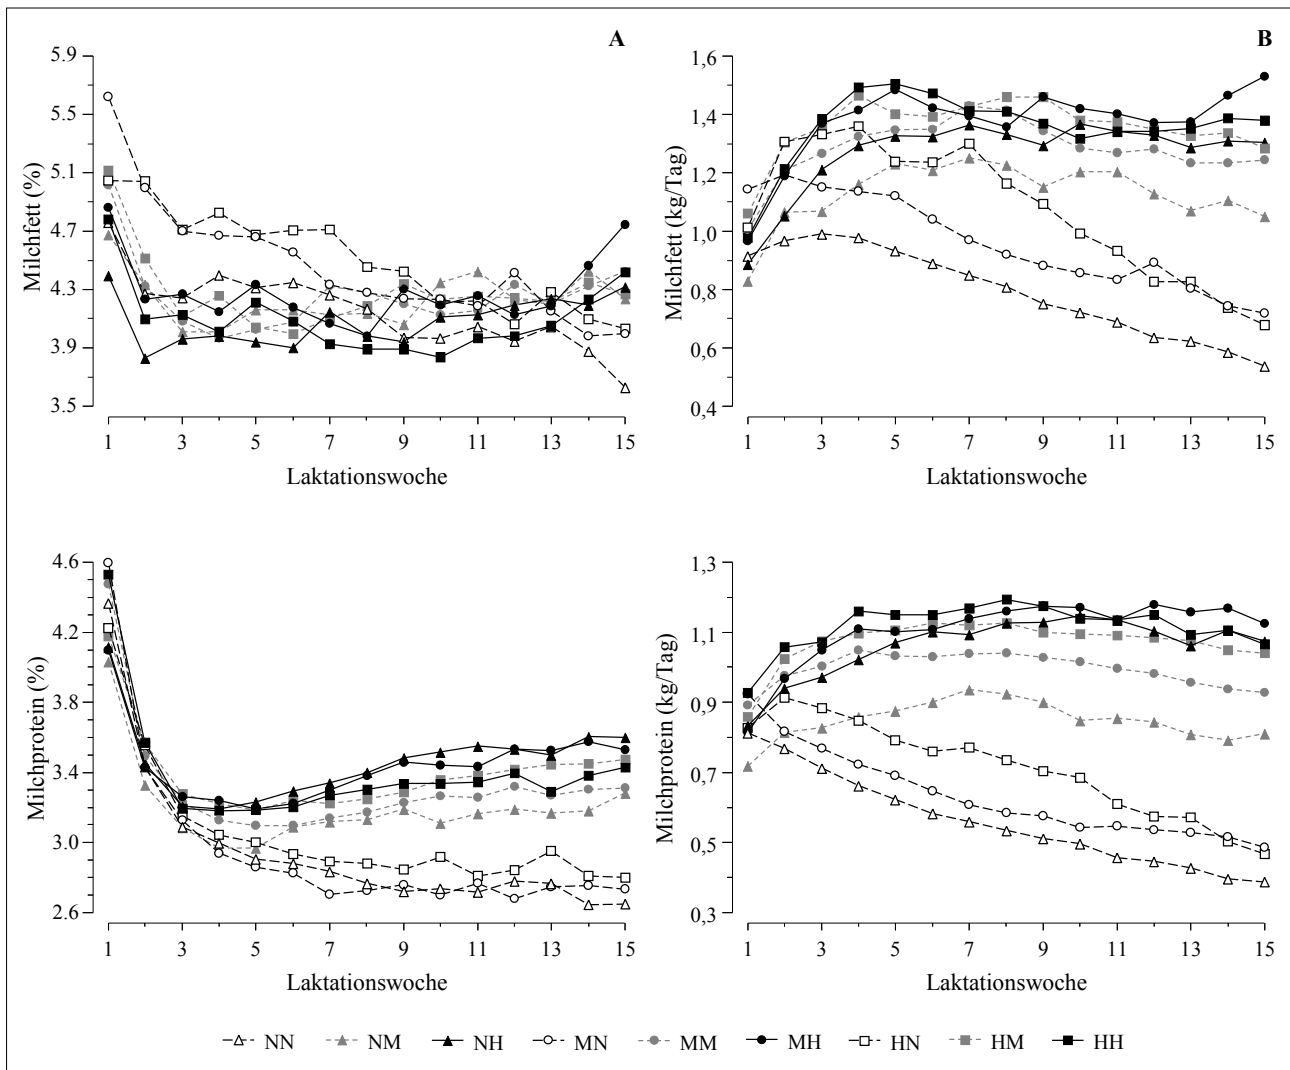 A
Milchfett (%)
5.9
5.5
5.1
4.7
4.3
3.9
3.5
1 3 5 7 9 11 13 15
Laktationswoche
B
Milchfett (kg/Tag)
1,6
1,4
1,2
1,0
0,8
0,6
0,4
1 3 5 7 9 11 13 15
Laktationswoche
Milchprotein (%)
4.6
4.2
3.8
3.4
3.0
2.6
1 3 5 7 9 11 13 15
Laktationswoche
Milchprotein (kg/Tag)
1,3
1,1
0,9
0,7
0,5
0,3
1 3 5 7 9 11 13 15
Laktationswoche
NN NM NH MN MM MH HN HM HH